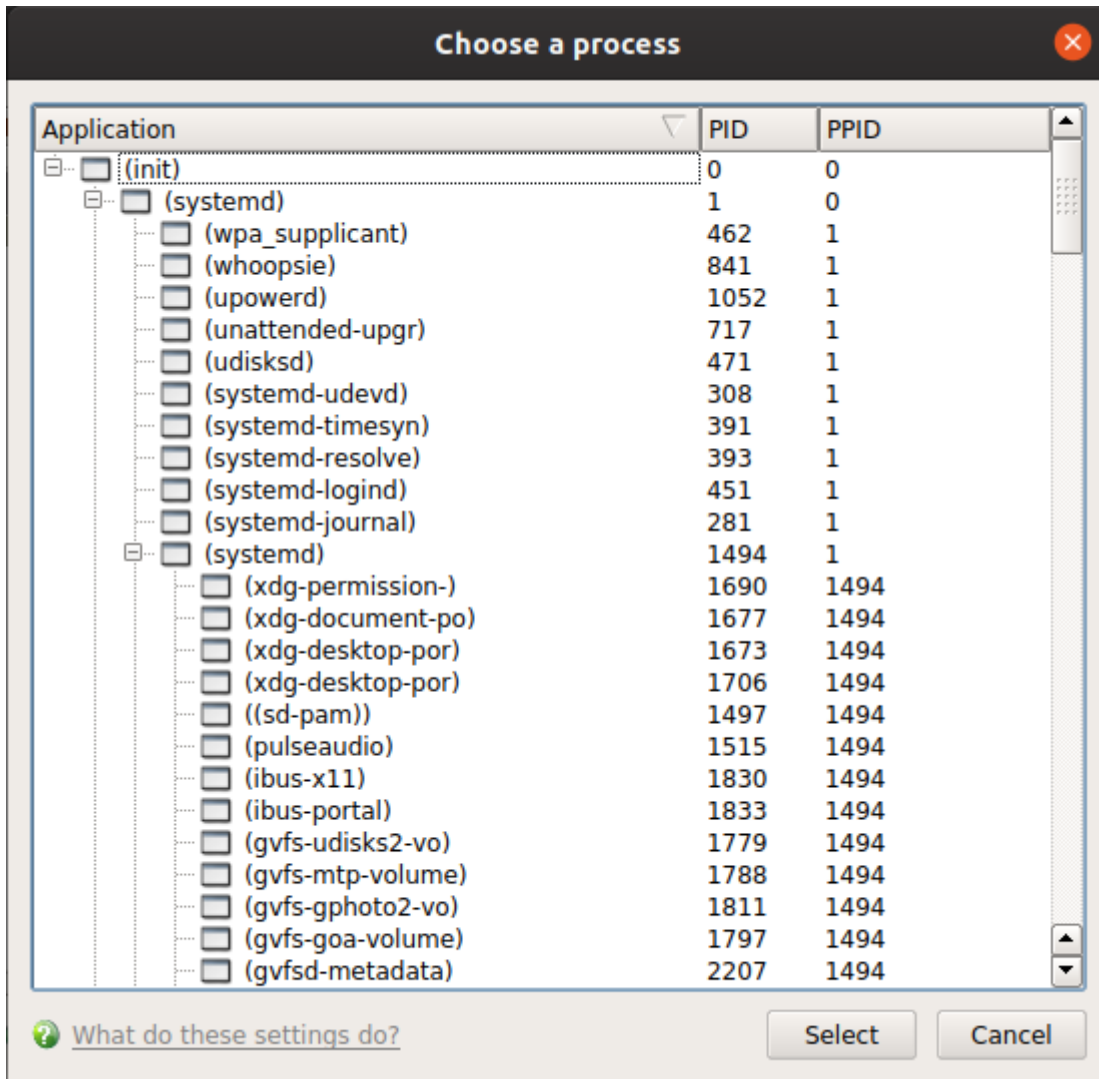 Choose a process
Application PID PPID
(init) 0 0
(systemd) 1 0
(wpa_supplicant) 462 1
(whoopsie) 841 1
(upowerd) 1052 1
(unattended-upgr) 717 1
(udisksd) 471 1
(systemd-udevd) 308 1
(systemd-timesyn) 391 1
(systemd-resolve) 393 1
(systemd-logind) 451 1
(systemd-journal) 281 1
(systemd) 1494 1
(xdg-permission-) 1690 1494
(xdg-document-po) 1677 1494
(xdg-desktop-por) 1673 1494
(xdg-desktop-por) 1706 1494
((sd-pam)) 1497 1494
(pulseaudio) 1515 1494
(ibus-x11) 1830 1494
(ibus-portal) 1833 1494
(gvfs-udisks2-vo) 1779 1494
(gvfs-mtp-volume) 1788 1494
(gvfs-gphoto2-vo) 1811 1494
(gvfs-goa-volume) 1797 1494
(gvfsd-metadata) 2207 1494
What do these settings do? Select Cancel